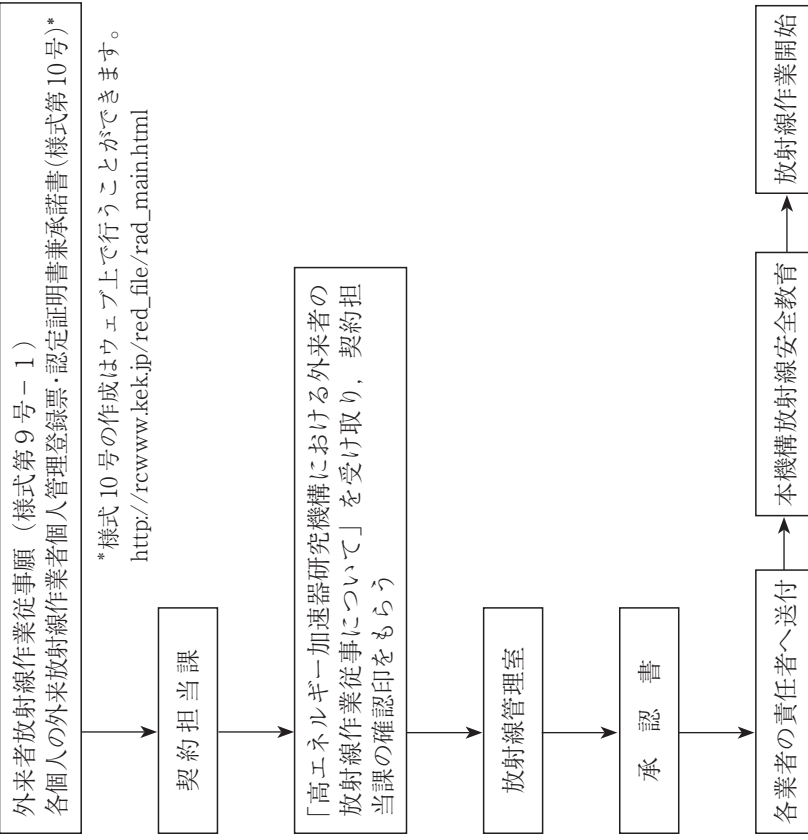 外来者放射線作業従事願（様式第９号－１）
各個人の外来放射線作業者個人管理登録票・認定証明書兼承諾書（様式第10号）*
*様式 10 号の作成はウェブ上で行うことができます。
http://rcwww.kek.jp/red_file/rad_main.html
契約担当課
「高エネルギー加速器研究機構における外来者の
放射線作業従事について」を受け取り，契約担
当課の確認印をもらう
放射線管理室
承　認　書
各業者の責任者へ送付
本機構放射線安全教育
放射線作業開始